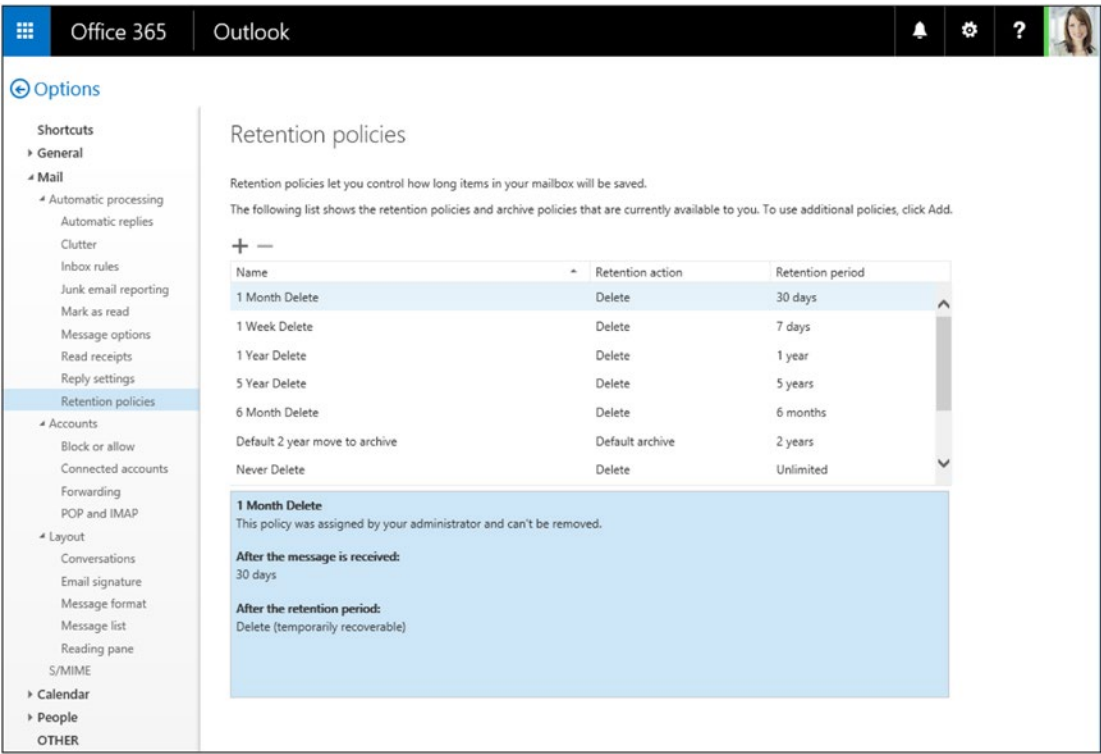 Office 365
Outlook
?
Options
Shortcuts
General
Mail
Automatic processing
Automatic replies
Clutter
Inbox rules
Junk email reporting
Mark as read
Message options
Read receipts
Reply settings
Retention policies
Accounts
Block or allow
Connected accounts
Forwarding
POP and IMAP
Layout
Conversations
Email signature
Message format
Message list
Reading pane
S/MIME
Calendar
People
OTHER
Retention policies
Retention policies let you control how long items in your mailbox will be saved.
The following list shows the retention policies and archive policies that are currently available to you. To use additional policies, click Add.
Name Retention action Retention period
1 Month Delete Delete 30 days
1 Week Delete Delete 7 days
1 Year Delete Delete 1 year
5 Year Delete Delete 5 years
6 Month Delete Delete 6 months
Default 2 year move to archive Default archive 2 years
Never Delete Delete Unlimited
1 Month Delete
This policy was assigned by your administrator and can't be removed.
After the message is received:
30 days
After the retention period:
Delete (temporarily recoverable)